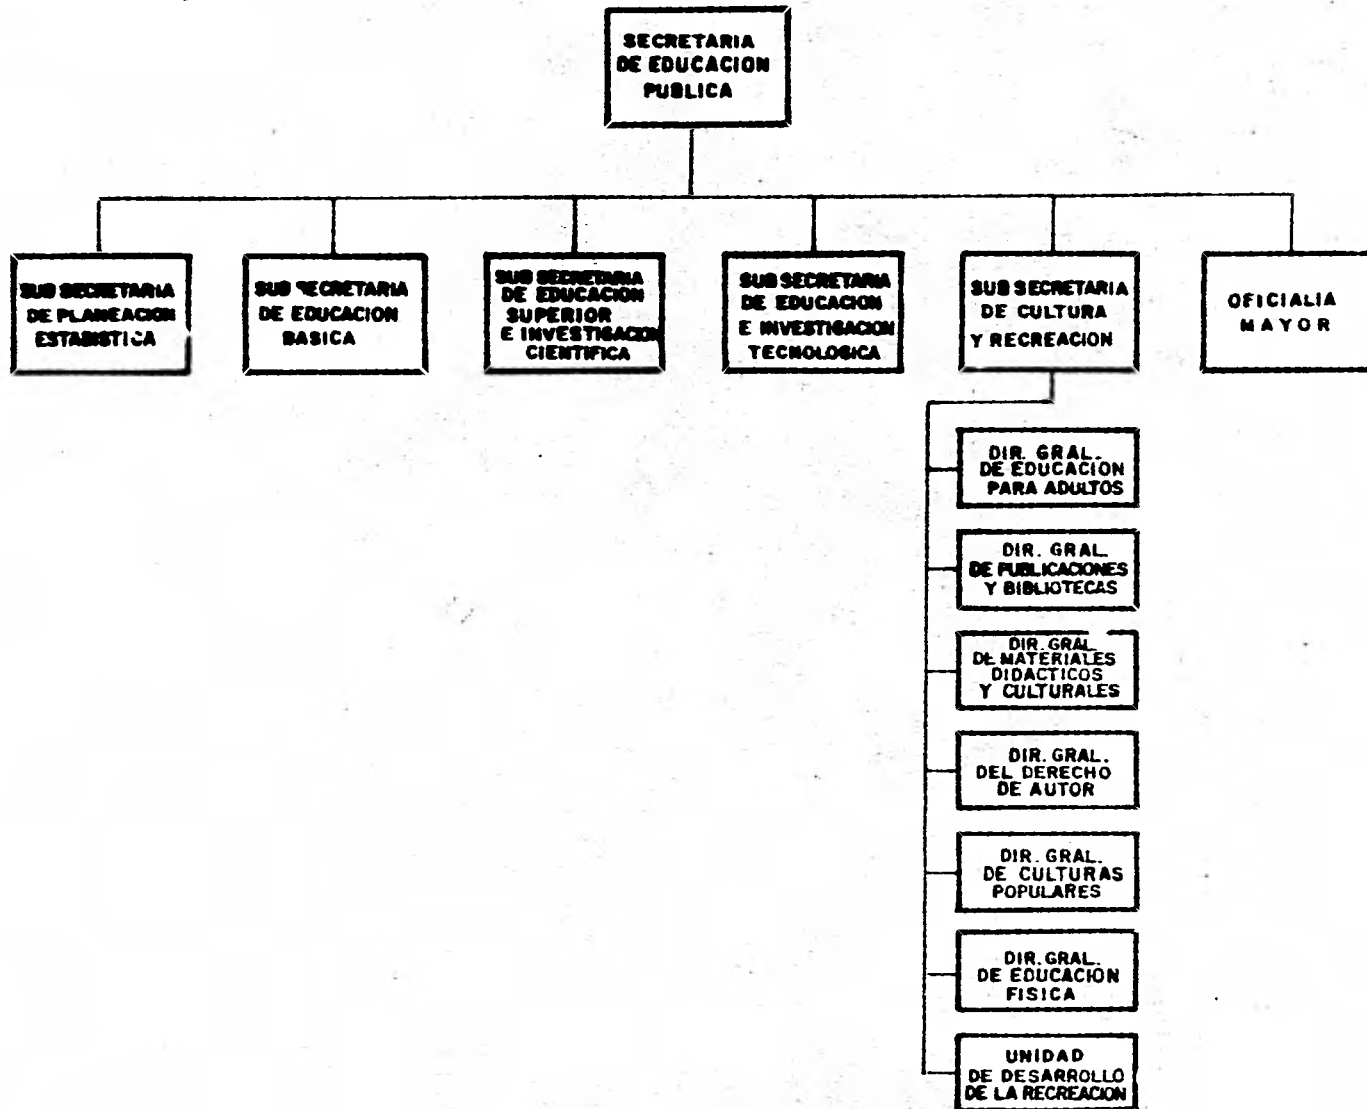 SECRETARIA
DE EDUCACION
PUBLICA
SUB SECRETARIA
DE PLANEACION
ESTADISTICA
SUB SECRETARIA
DE EDUCACION
BASICA
SUB SECRETARIA
DE EDUCACION
SUPERIOR
E INVESTIGACION
CIENTIFICA
SUB SECRETARIA
DE EDUCACION
E INVESTIGACION
TECNOLOGICA
SUB SECRETARIA
DE CULTURA
Y RECREACION
OFICIALIA
MAYOR
DIR. GRAL.
DE EDUCACION
PARA ADULTOS
DIR. GRAL.
DE PUBLICACIONES
Y BIBLIOTECAS
DIR. GRAL
DE MATERIALES
DIDACTICOS
Y CULTURALES
DIR. GRAL.
DEL DERECHO
DE AUTOR
DIR. GRAL.
DE CULTURAS
POPULARES
DIR. GRAL.
DE EDUCACION
FISICA
UNIDAD
DE DESARROLLO
DE LA RECREACION